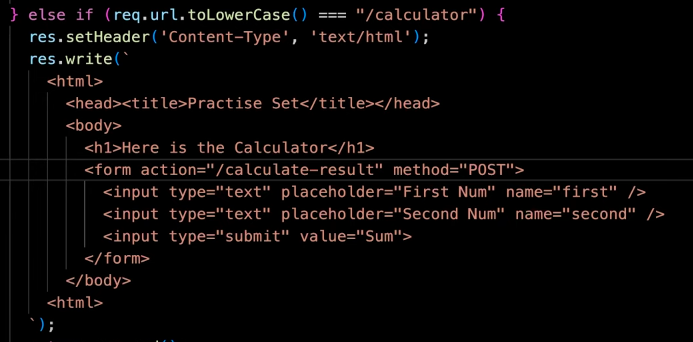 } else if (req.url.toLowerCase() === "/calculator") {
res.setHeader('Content-Type', 'text/html');
res.write(`
<html>
<head><title>Practise Set</title></head>
<body>
<h1>Here is the Calculator</h1>
<form action="/calculate-result" method="POST">
<input type="text" placeholder="First Num" name="first" />
<input type="text" placeholder="Second Num" name="second" />
<input type="submit" value="Sum">
</form>
</body>
<html>
`);